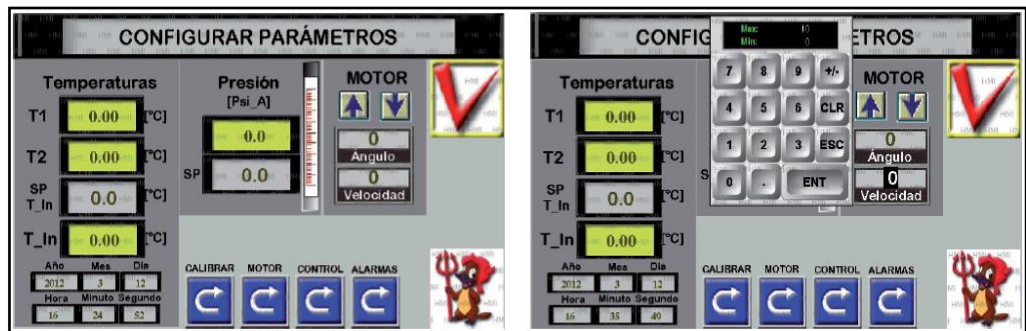 CONFIGURAR PARÁMETROS
Temperaturas
T1 0.00 [°C]
T2 0.00 [°C]
SP T_In 0.0 [°C]
T_In 0.00 [°C]
Presión
[Psi_A]
0.0
SP 0.0
MOTOR
0
Ángulo
0
Velocidad
Año Mes Dia
2012 3 12
Hora Minuto Segundo
16 24 52
CALIBRAR MOTOR CONTROL ALARMAS
CONFIG
ETROS
Max: 10
Min: 0
7 8 9 +/-
4 5 6 CLR
1 2 3 ESC
0 . ENT
Temperaturas
T1 0.00 [°C]
T2 0.00 [°C]
SP T_In 0.0 [°C]
T_In 0.00 [°C]
S
MOTOR
0
Ángulo
0
Velocidad
Año Mes Dia
2012 3 12
Hora Minuto Segundo
16 35 49
CALIBRAR MOTOR CONTROL ALARMAS